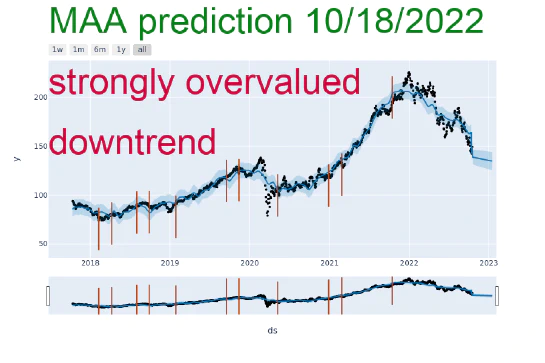 MAA prediction 10/18/2022
1w 1m 6m 1y all
strongly overvalued
200
downtrend
150
y
100
50
2018 2019 2020 2021 2022 2023
ds